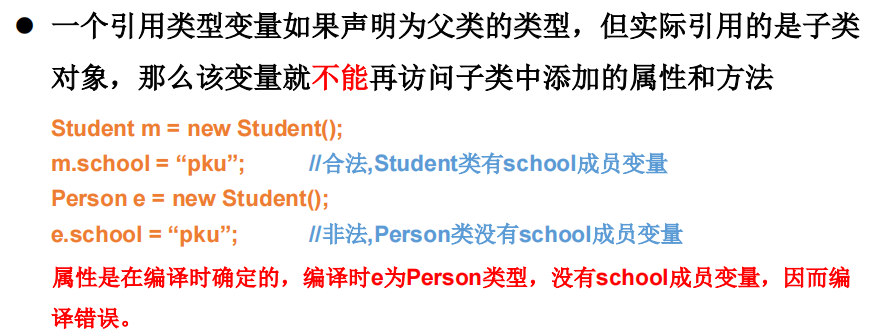 ● 一个引用类型变量如果声明为父类的类型，但实际引用的是子类
对象，那么该变量就不能再访问子类中添加的属性和方法
Student m = new Student();
m.school = “pku”; //合法,Student类有school成员变量
Person e = new Student();
e.school = “pku”; //非法,Person类没有school成员变量
属性是在编译时确定的，编译时e为Person类型，没有school成员变量，因而编
译错误。